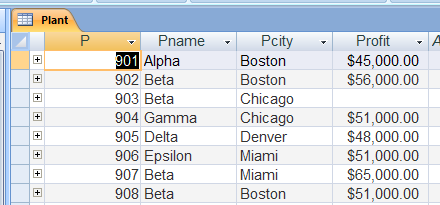 Plant
P Pname Pcity Profit A
901 Alpha Boston $45,000.00
902 Beta Boston $56,000.00
903 Beta Chicago
904 Gamma Chicago $51,000.00
905 Delta Denver $48,000.00
906 Epsilon Miami $51,000.00
907 Beta Miami $65,000.00
908 Beta Boston $51,000.00